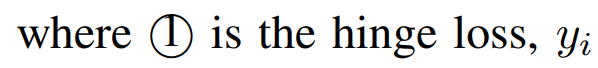 where ① is the hinge loss, yᵢ